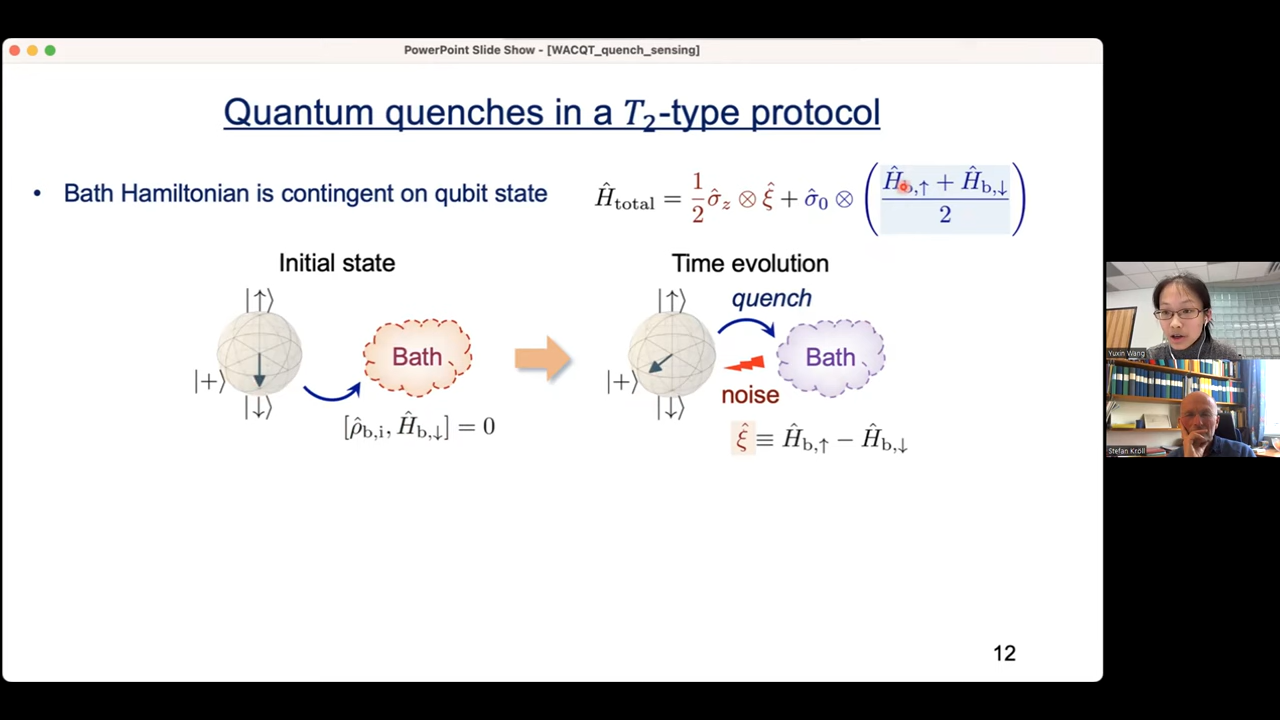 PowerPoint Slide Show - [WACQT_quench_sensing]
Quantum quenches in a T₂-type protocol
• Bath Hamiltonian is contingent on qubit state
Ĥ_total = 1/2 σ̂_z ⊗ ξ̂ + σ̂_0 ⊗ ( (Ĥ_b,↑ + Ĥ_b,↓) / 2 )
Initial state
|↑⟩
Bath
|+⟩
|↓⟩
[ρ̂_b,i, Ĥ_b,↓] = 0
Time evolution
|↑⟩
quench
Bath
|+⟩
noise
|↓⟩
ξ̂ ≡ Ĥ_b,↑ − Ĥ_b,↓
12
Yuxin Wang
Stefan Kröll